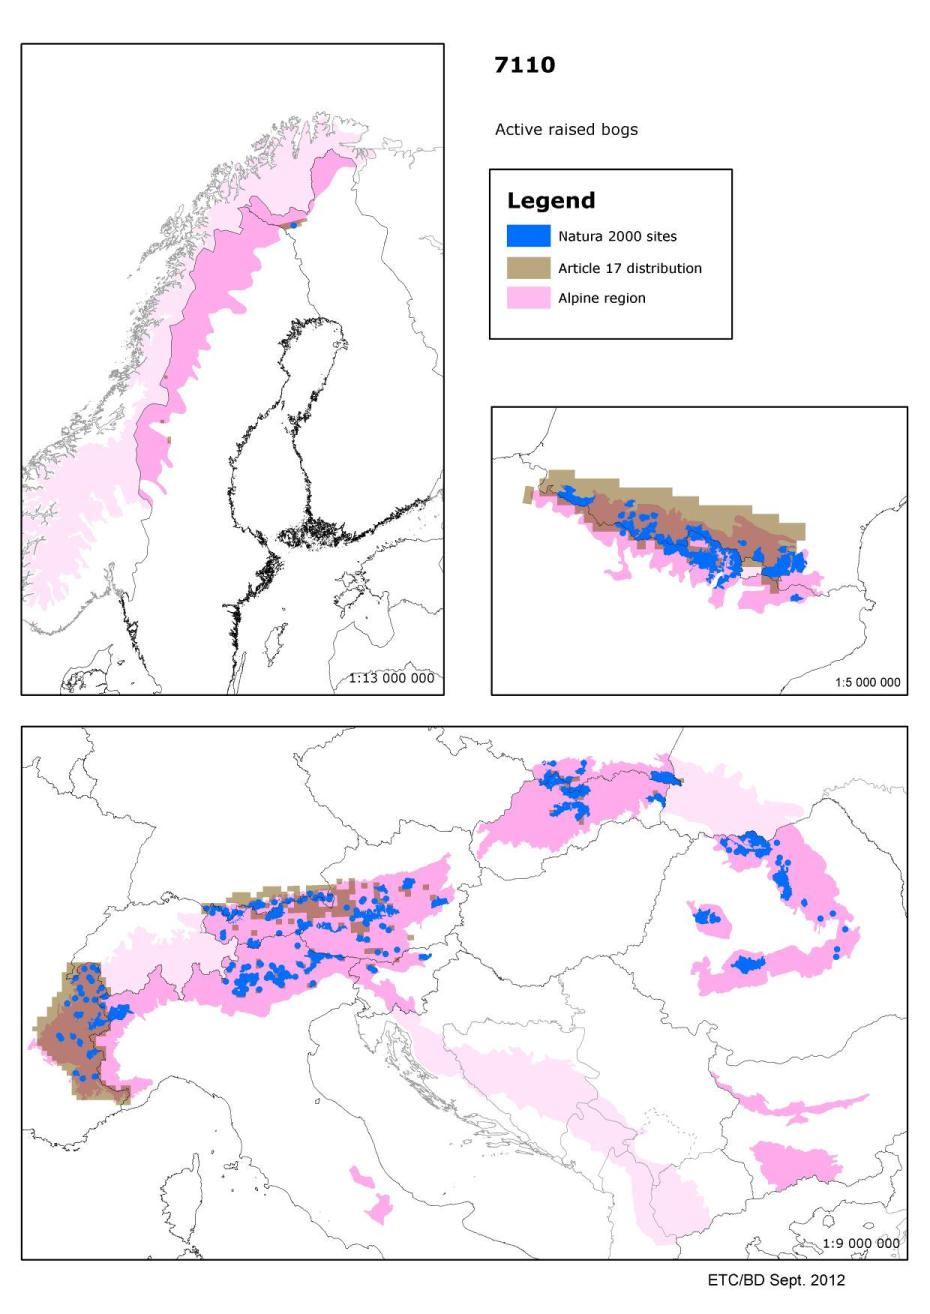 7110
Active raised bogs
Legend
Natura 2000 sites
Article 17 distribution
Alpine region
1:13 000 000
1:5 000 000
1:9 000 000
ETC/BD Sept. 2012